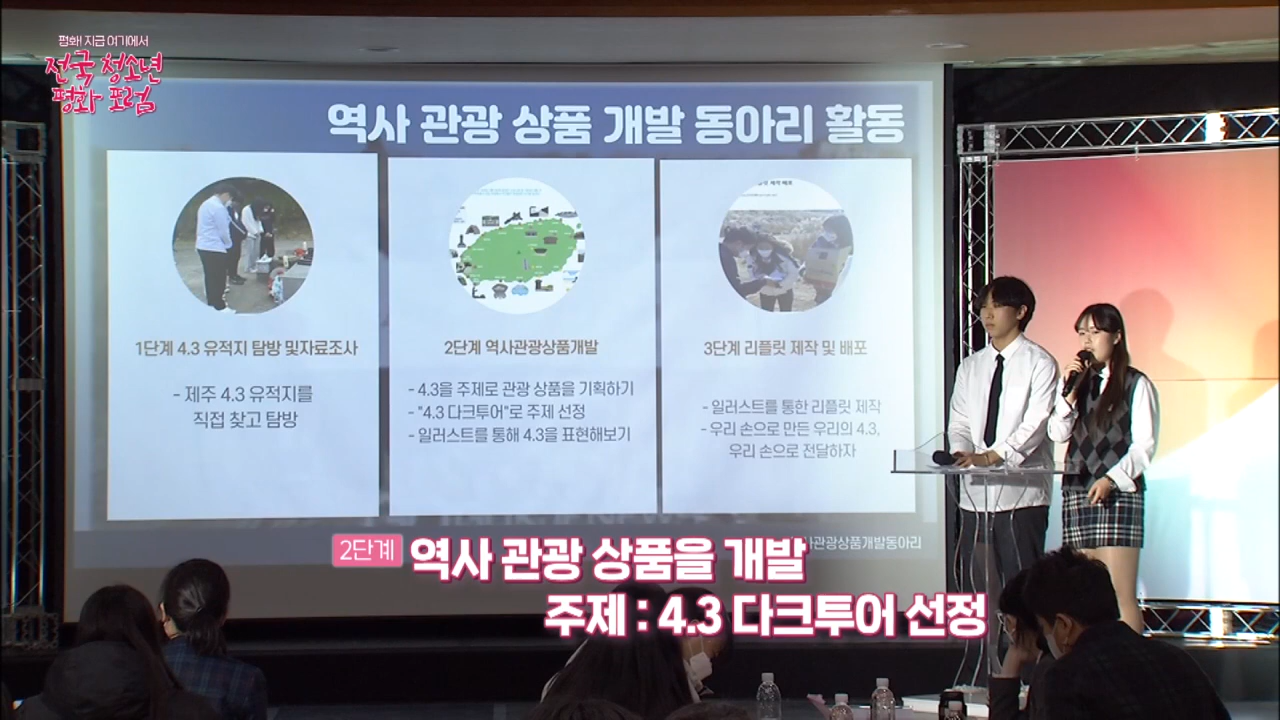 평화! 지금 여기에서
전국 청소년
평화 포럼
역사 관광 상품 개발 동아리 활동
1단계 4.3 유적지 탐방 및자료조사
- 제주 4.3 유적지를
직접 찾고 탐방
2단계 역사관광상품개발
- 4.3을 주제로 관광 상품을 기획하기
- "4.3 다크투어"로 주제 선정
- 일러스트를 통해 4.3을 표현해보기
제작 배포
3단계 리플릿 제작 및 배포
- 일러스트를 통한 리플릿 제작
- 우리 손으로 만든 우리의 4.3,
우리 손으로 전달하자
사관광상품개발동아리
2단계 역사 관광 상품을 개발
주제 : 4.3 다크투어 선정